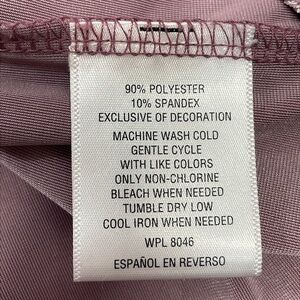 90% POLYESTER
10% SPANDEX
EXCLUSIVE OF DECORATION
MACHINE WASH COLD
GENTLE CYCLE
WITH LIKE COLORS
ONLY NON-CHLORINE
BLEACH WHEN NEEDED
TUMBLE DRY LOW
COOL IRON WHEN NEEDED
WPL 8046
ESPAÑOL EN REVERSO